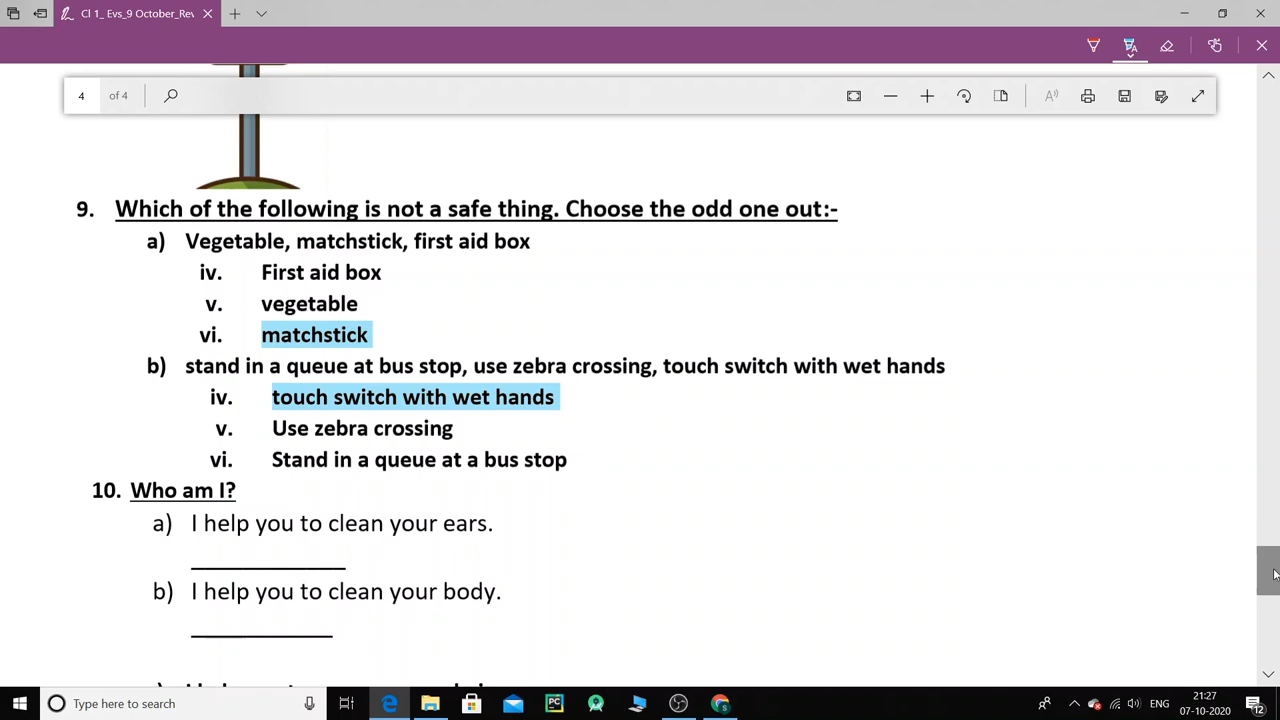 Cl 1_ Evs_9 October_Rev
4 of 4
9. Which of the following is not a safe thing. Choose the odd one out:-
a) Vegetable, matchstick, first aid box
iv. First aid box
v. vegetable
vi. matchstick
b) stand in a queue at bus stop, use zebra crossing, touch switch with wet hands
iv. touch switch with wet hands
v. Use zebra crossing
vi. Stand in a queue at a bus stop
10. Who am I?
a) I help you to clean your ears.
____________
b) I help you to clean your body.
___________
Type here to search
ENG
21:27
07-10-2020
12